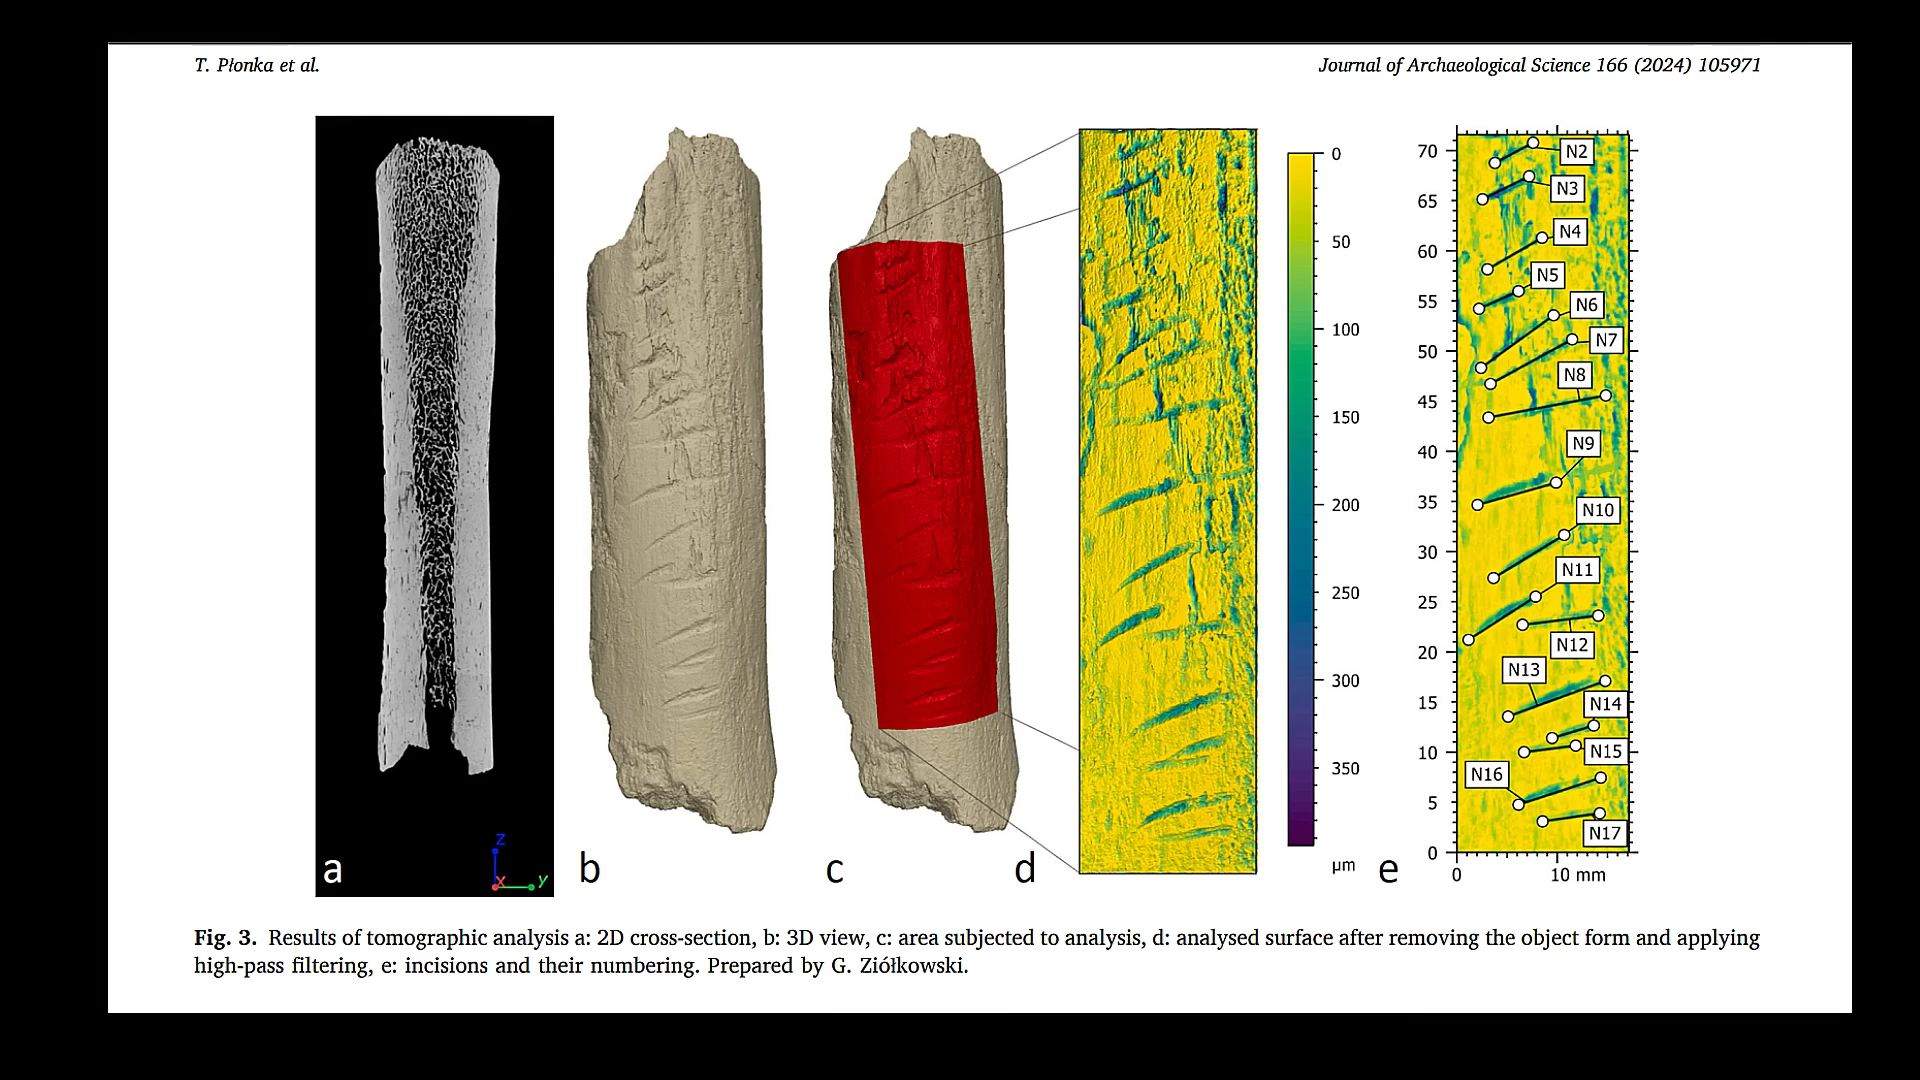 T. Płonka et al.
Journal of Archaeological Science 166 (2024) 105971
a
z
x
y
b
c
d
0
50
100
150
200
250
300
350
µm
e
70
65
60
55
50
45
40
35
30
25
20
15
10
5
0
0
10 mm
N2
N3
N4
N5
N6
N7
N8
N9
N10
N11
N12
N13
N14
N15
N16
N17
Fig. 3. Results of tomographic analysis a: 2D cross-section, b: 3D view, c: area subjected to analysis, d: analysed surface after removing the object form and applying
high-pass filtering, e: incisions and their numbering. Prepared by G. Ziółkowski.